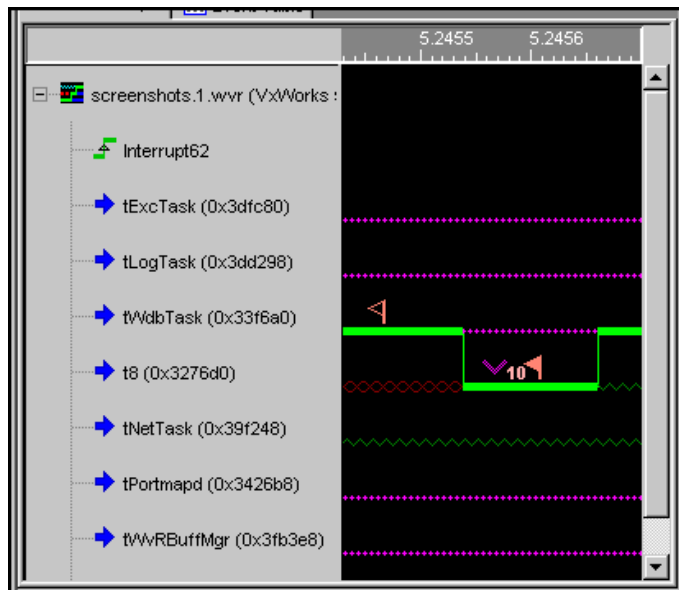 5.2455 5.2456
screenshots.1.wvr (VxWorks s
Interrupt62
tExcTask (0x3dfc80)
tLogTask (0x3dd298)
tWdbTask (0x33f6a0)
t8 (0x3276d0)
10
tNetTask (0x39f248)
tPortmapd (0x3426b8)
tWvRBuffMgr (0x3fb3e8)